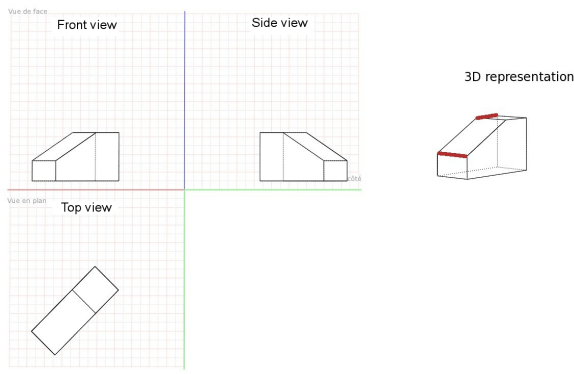 Vue de face
Front view
Side view
3D representation
côté
Vue en plan
Top view